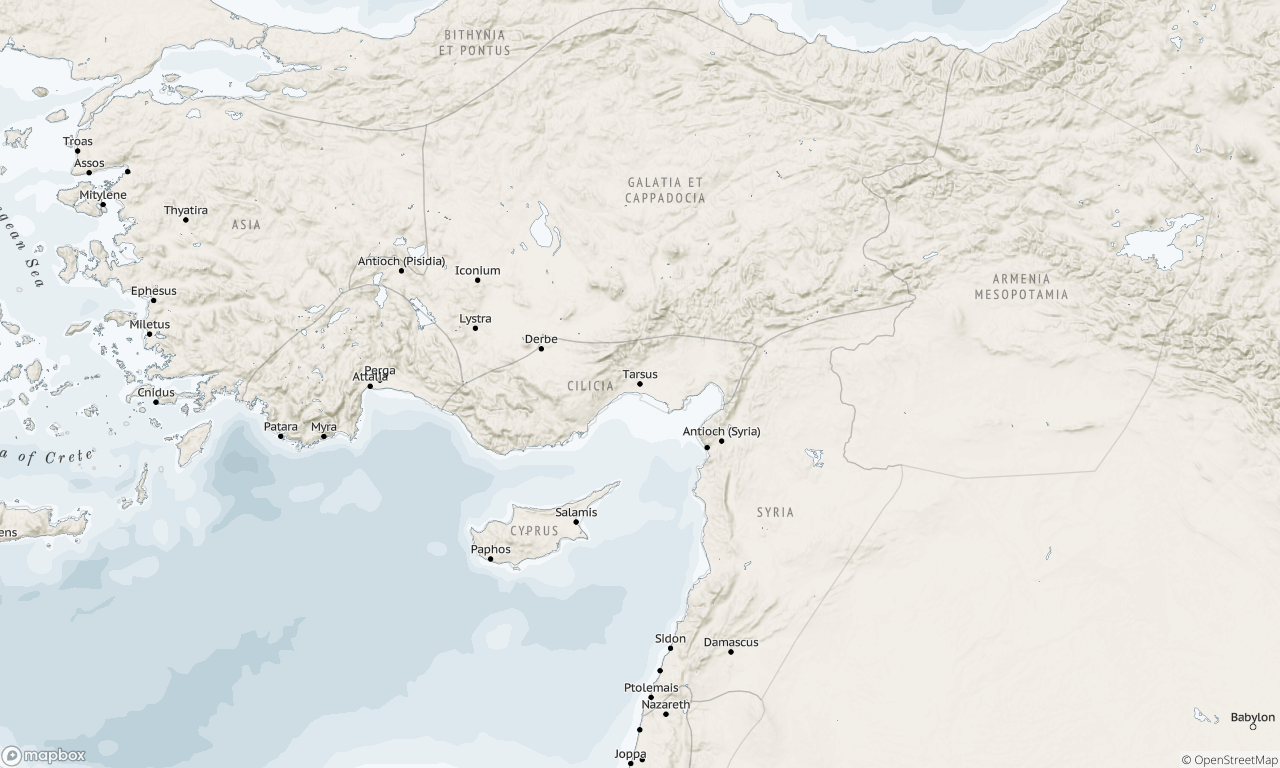 BITHYNIA
ET PONTUS
Troas
Assos
GALATIA ET
CAPPADOCIA
Mitylene
Thyatira
ASIA
gean Sea
Antioch (Pisidia)
Iconium
ARMENIA
MESOPOTAMIA
Ephesus
Miletus
Lystra
Derbe
Perga
Attalia
Tarsus
CILICIA
Cnidus
Patara
Myra
Antioch (Syria)
a of Crete
Salamis
SYRIA
ens
CYPRUS
Paphos
Sidon
Damascus
Ptolemais
Nazareth
Babylon
Joppa
mapbox
© OpenStreetMap